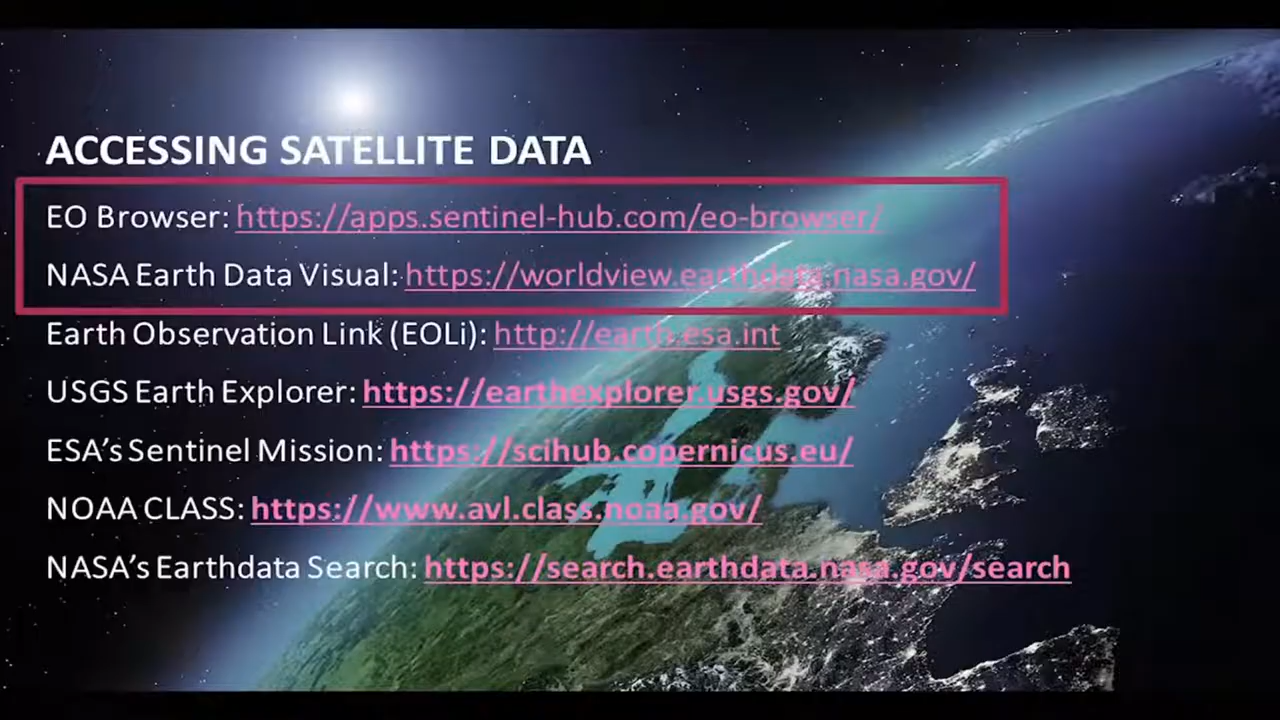 ACCESSING SATELLITE DATA
EO Browser: https://apps.sentinel-hub.com/eo-browser/
NASA Earth Data Visual: https://worldview.earthdata.nasa.gov/
Earth Observation Link (EOLi): http://earth.esa.int
USGS Earth Explorer: https://earthexplorer.usgs.gov/
ESA’s Sentinel Mission: https://scihub.copernicus.eu/
NOAA CLASS: https://www.avl.class.noaa.gov/
NASA’s Earthdata Search: https://search.earthdata.nasa.gov/search